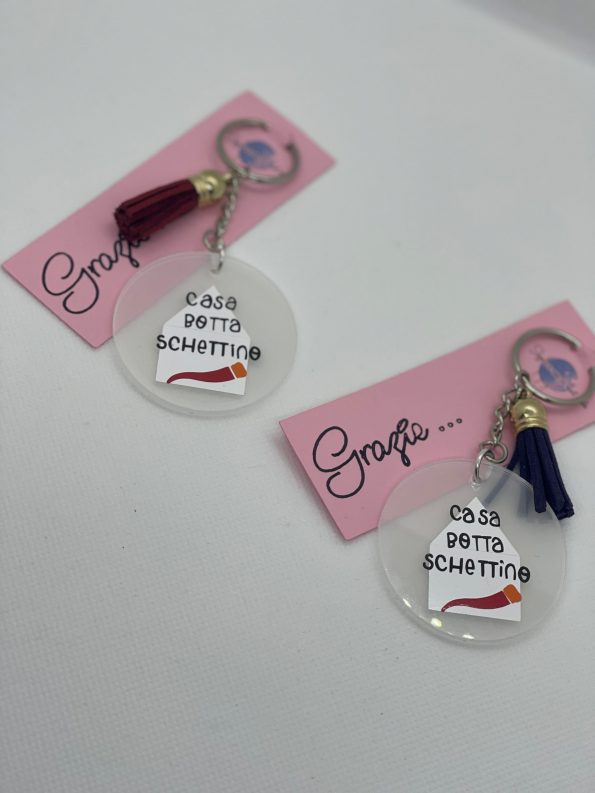 Grazie
CASA
BOTTA
SCHETTINO
Grazie ...
CASA
BOTTA
SCHETTINO